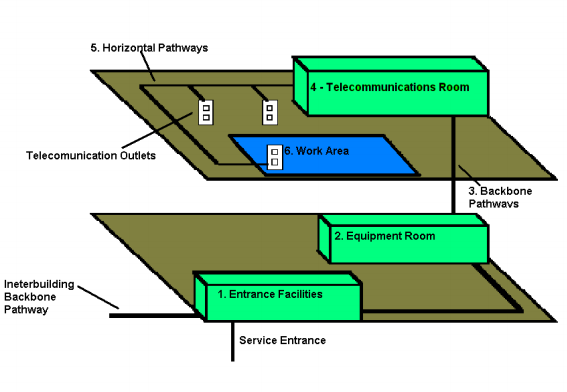 5. Horizontal Pathways
4 - Telecommunications Room
Telecomunication Outlets
6. Work Area
3. Backbone
Pathwavs
2. Equipment Room
Ineterbuilding
Backbone
Pathway
1. Entrance Facilities
Service Entrance